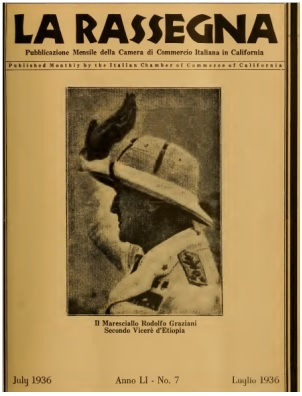 LA RASSEGNA
Pubblicazione Mensile della Camera di Commercio Italiana in California
Published Monthly by the Italian Chamber of Commerce of California
Il Maresciallo Rodolfo Graziani
Secondo Vicerè d'Etiopia
July 1936 Anno LI - No. 7 Luglio 1936